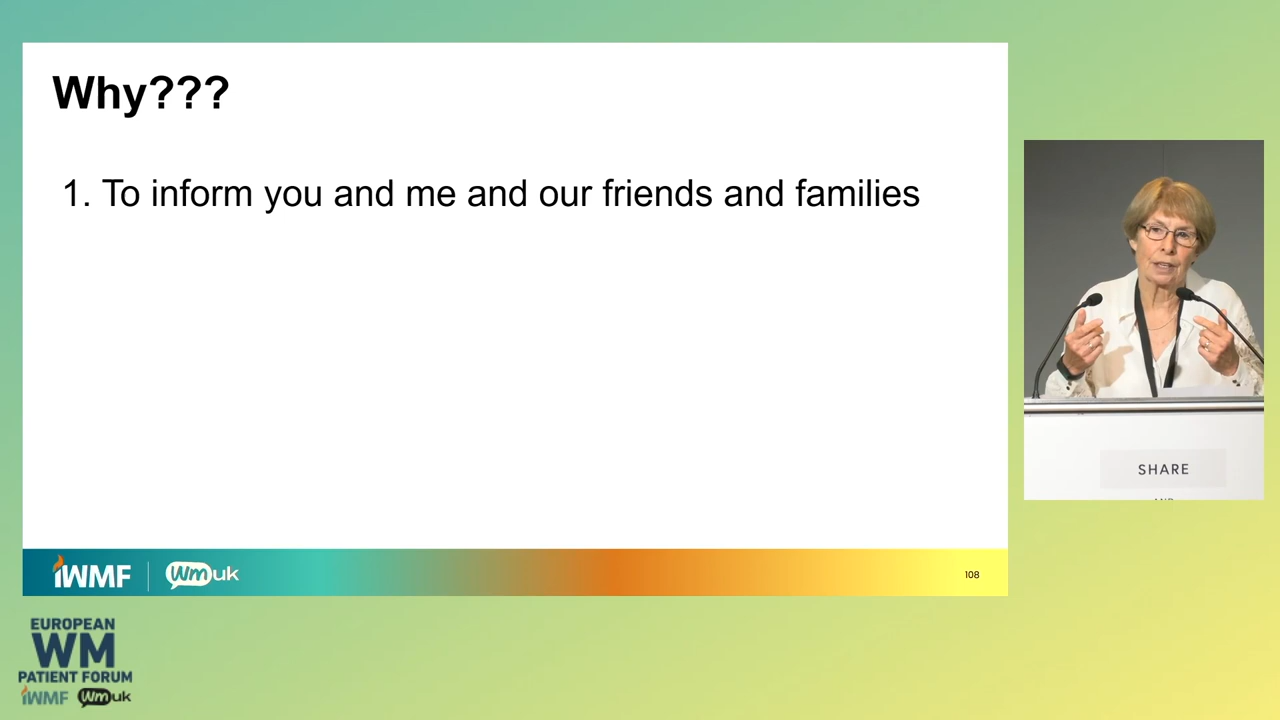 Why???
1. To inform you and me and our friends and families
SHARE
iWMF
Wmuk
108
EUROPEAN
WM
PATIENT FORUM
iWMF Wmuk